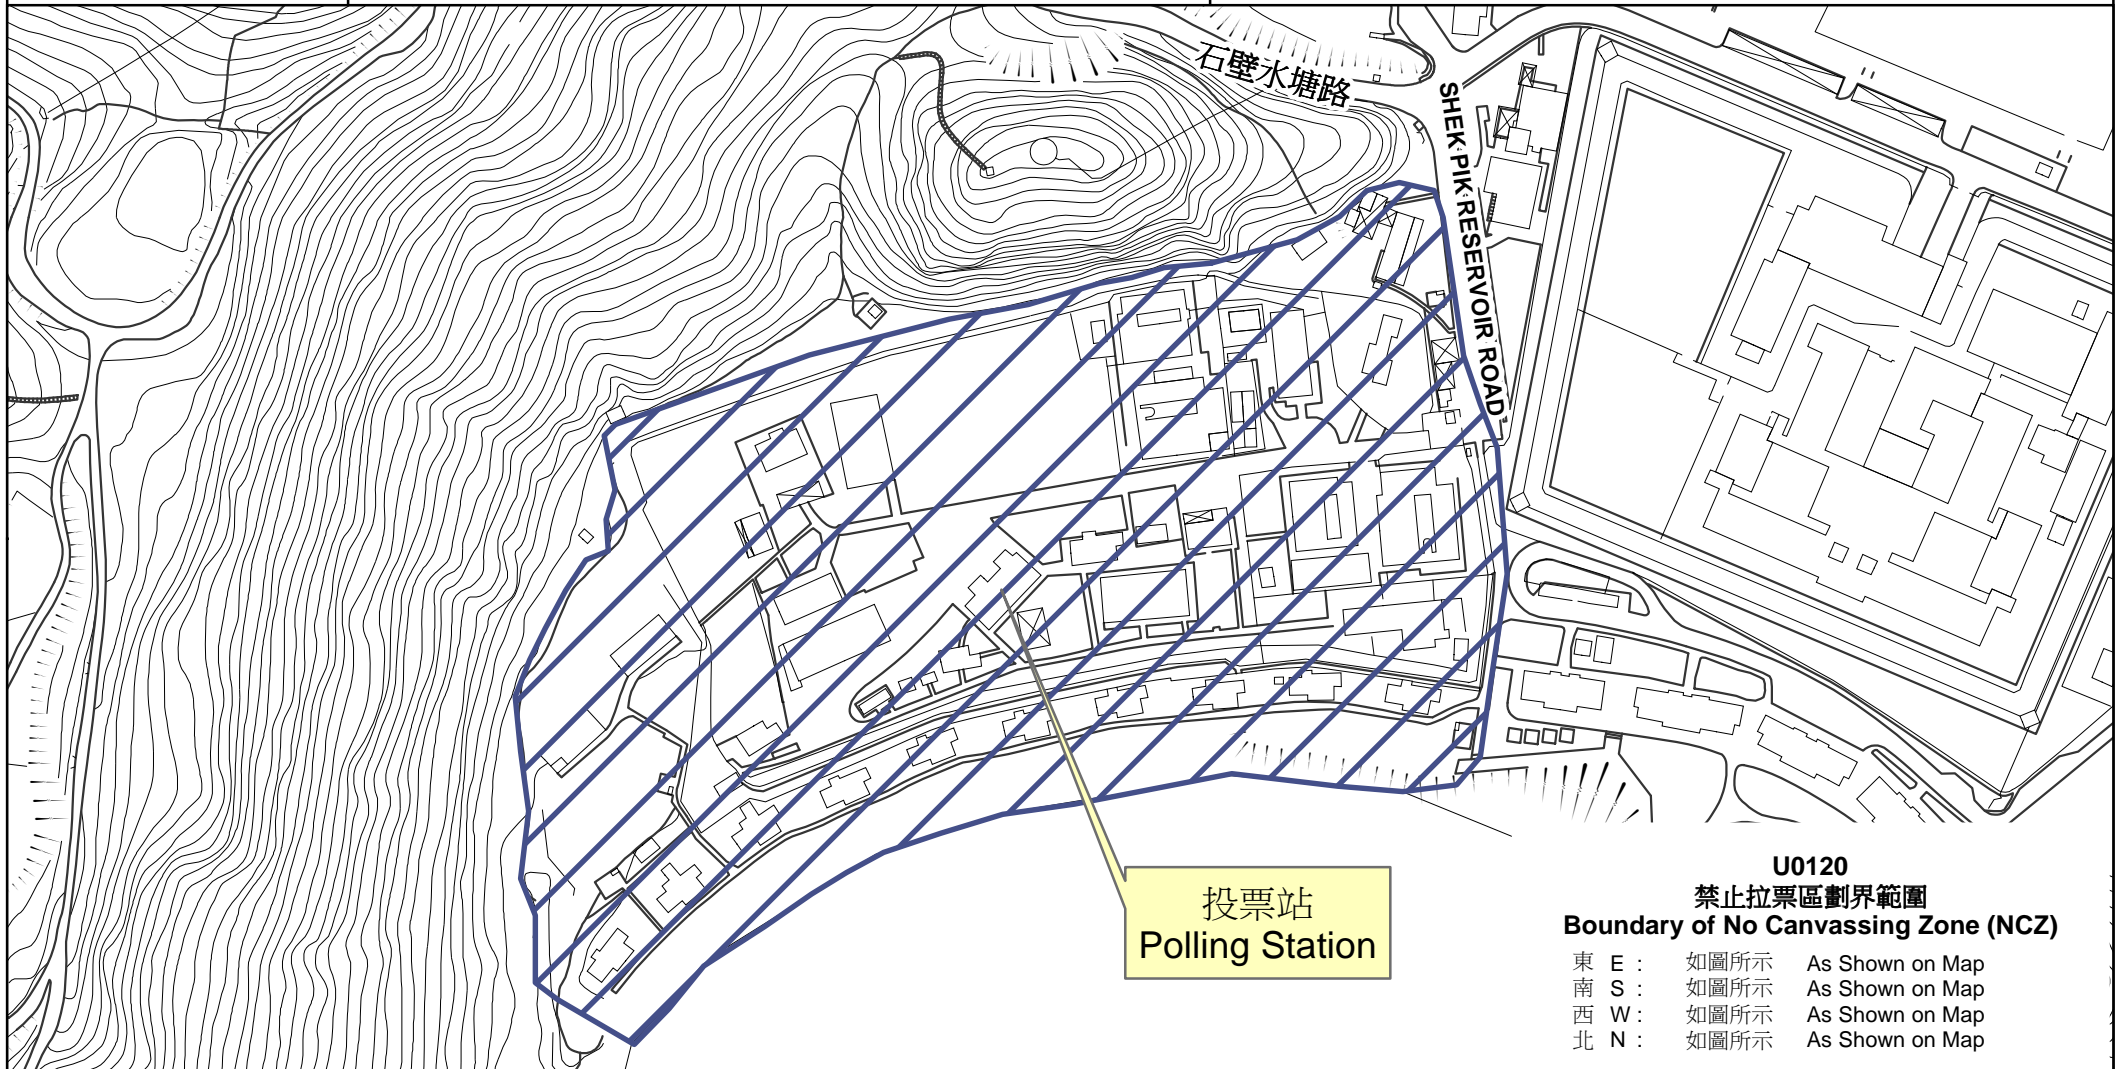 石壁水塘路
SHEK PIK RESERVOIR ROAD
投票站
Polling Station
U0120
禁止拉票區劃界範圍
Boundary of No Canvassing Zone (NCZ)
東 E : 如圖所示 As Shown on Map
南 S : 如圖所示 As Shown on Map
西 W : 如圖所示 As Shown on Map
北 N : 如圖所示 As Shown on Map